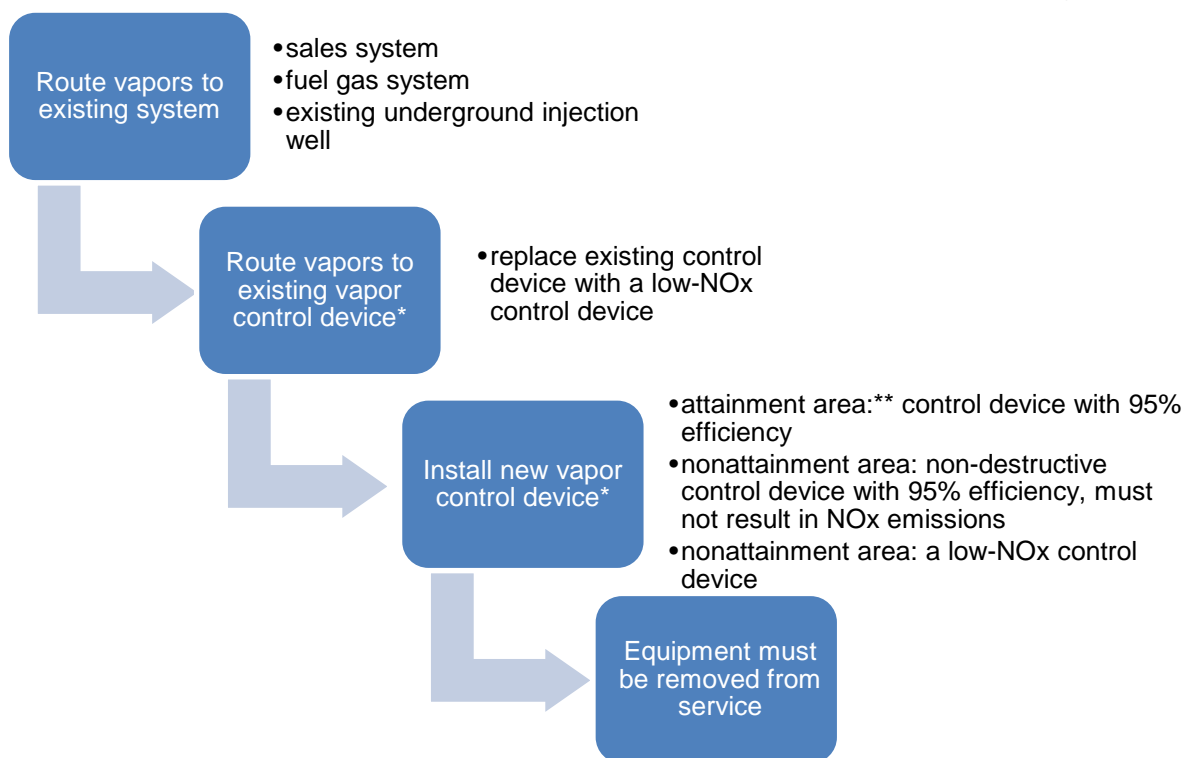 Route vapors to
existing system
•sales system
•fuel gas system
•existing underground injection
well
Route vapors to
existing vapor
control device*
•replace existing control
device with a low-NOx
control device
Install new vapor
control device*
•attainment area:** control device with 95%
efficiency
•nonattainment area: non-destructive
control device with 95% efficiency, must
not result in NOx emissions
•nonattainment area: a low-NOx control
device
Equipment must
be removed from
service